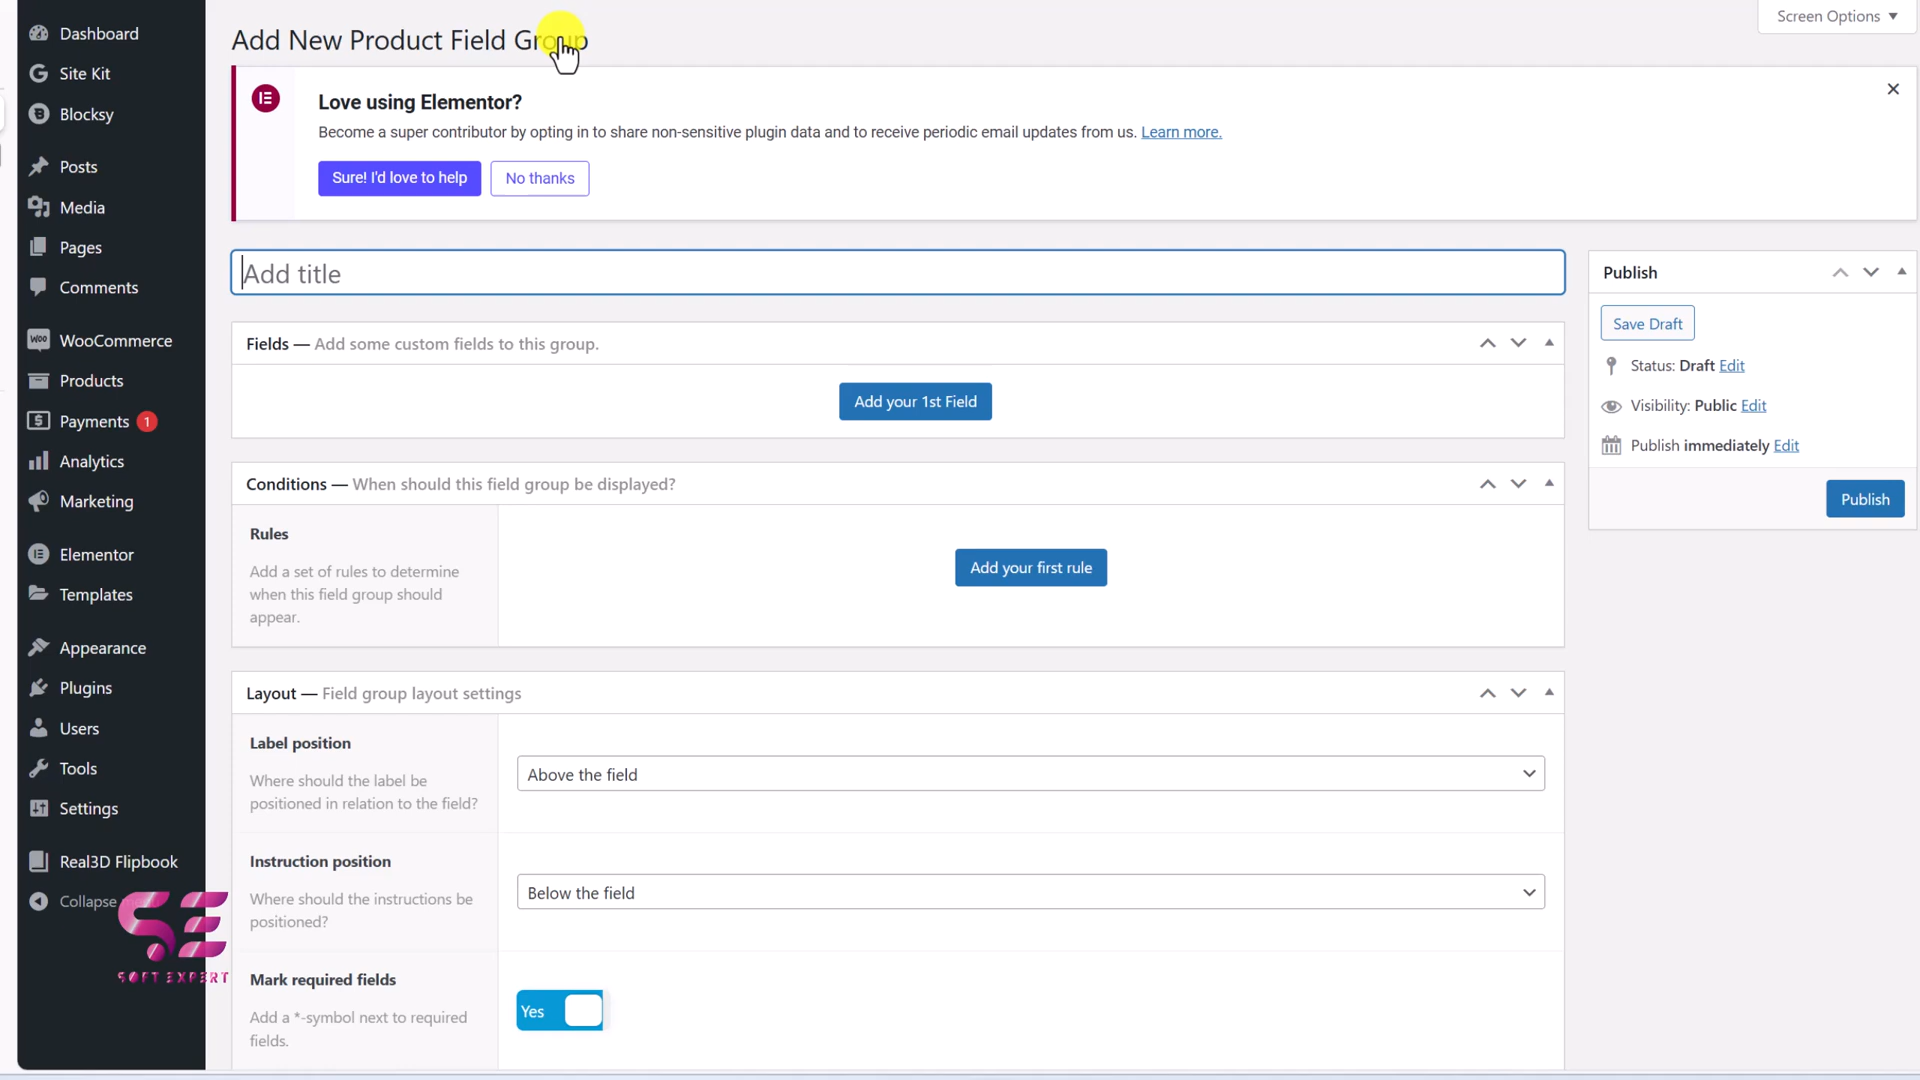 Dashboard
Site Kit
Blocksy
Posts
Media
Pages
Comments
WooCommerce
Products
Payments 1
Analytics
Marketing
Elementor
Templates
Appearance
Plugins
Users
Tools
Settings
Real3D Flipbook
Collapse
SE
SOFT EXPERT
Screen Options
Add New Product Field Group
Love using Elementor?
Become a super contributor by opting in to share non-sensitive plugin data and to receive periodic email updates from us. Learn more.
Sure! I'd love to help
No thanks
Add title
Fields — Add some custom fields to this group.
Add your 1st Field
Conditions — When should this field group be displayed?
Rules
Add a set of rules to determine
when this field group should
appear.
Add your first rule
Layout — Field group layout settings
Label position
Where should the label be
positioned in relation to the field?
Above the field
Instruction position
Where should the instructions be
positioned?
Below the field
Mark required fields
Add a *-symbol next to required
fields.
Yes
Publish
Save Draft
Status: Draft Edit
Visibility: Public Edit
Publish immediately Edit
Publish